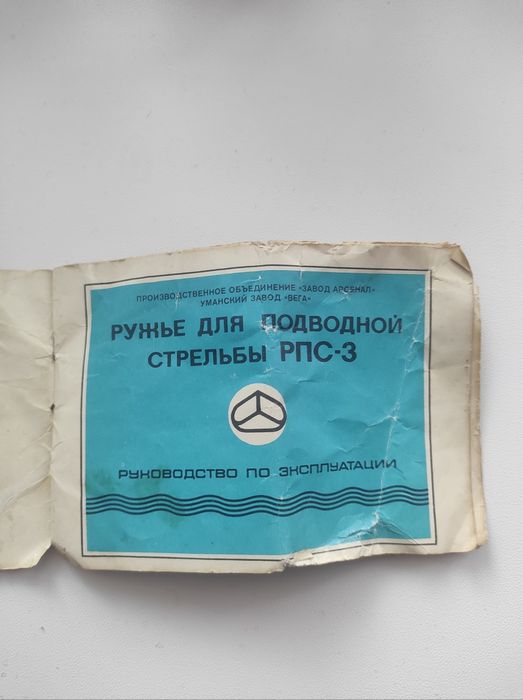 ПРОИЗВОДСТВЕННОЕ ОБЪЕДИНЕНИЕ «ЗАВОД АРСЕНАЛ»
УМАНСКИЙ ЗАВОД «ВЕГА»
РУЖЬЕ ДЛЯ ПОДВОДНОЙ
СТРЕЛЬБЫ РПС-3
РУКОВОДСТВО ПО ЭКСПЛУАТАЦИИ